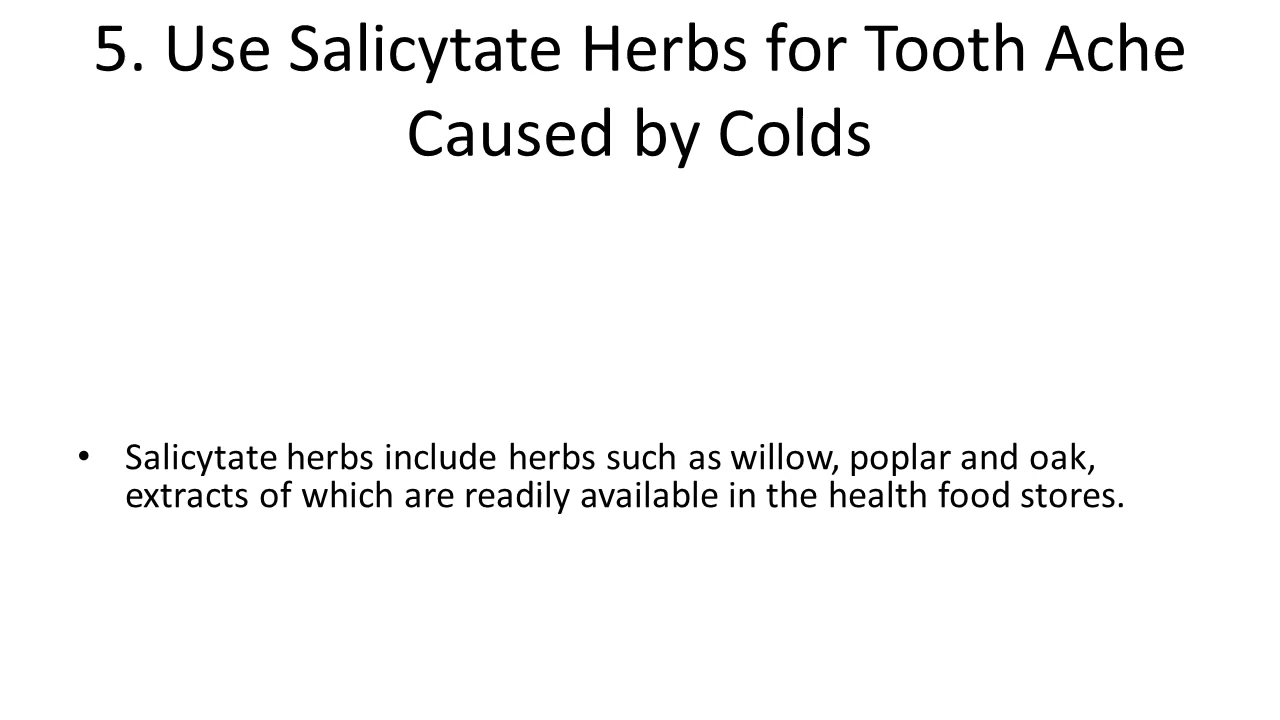 5. Use Salicytate Herbs for Tooth Ache
Caused by Colds
• Salicytate herbs include herbs such as willow, poplar and oak,
extracts of which are readily available in the health food stores.